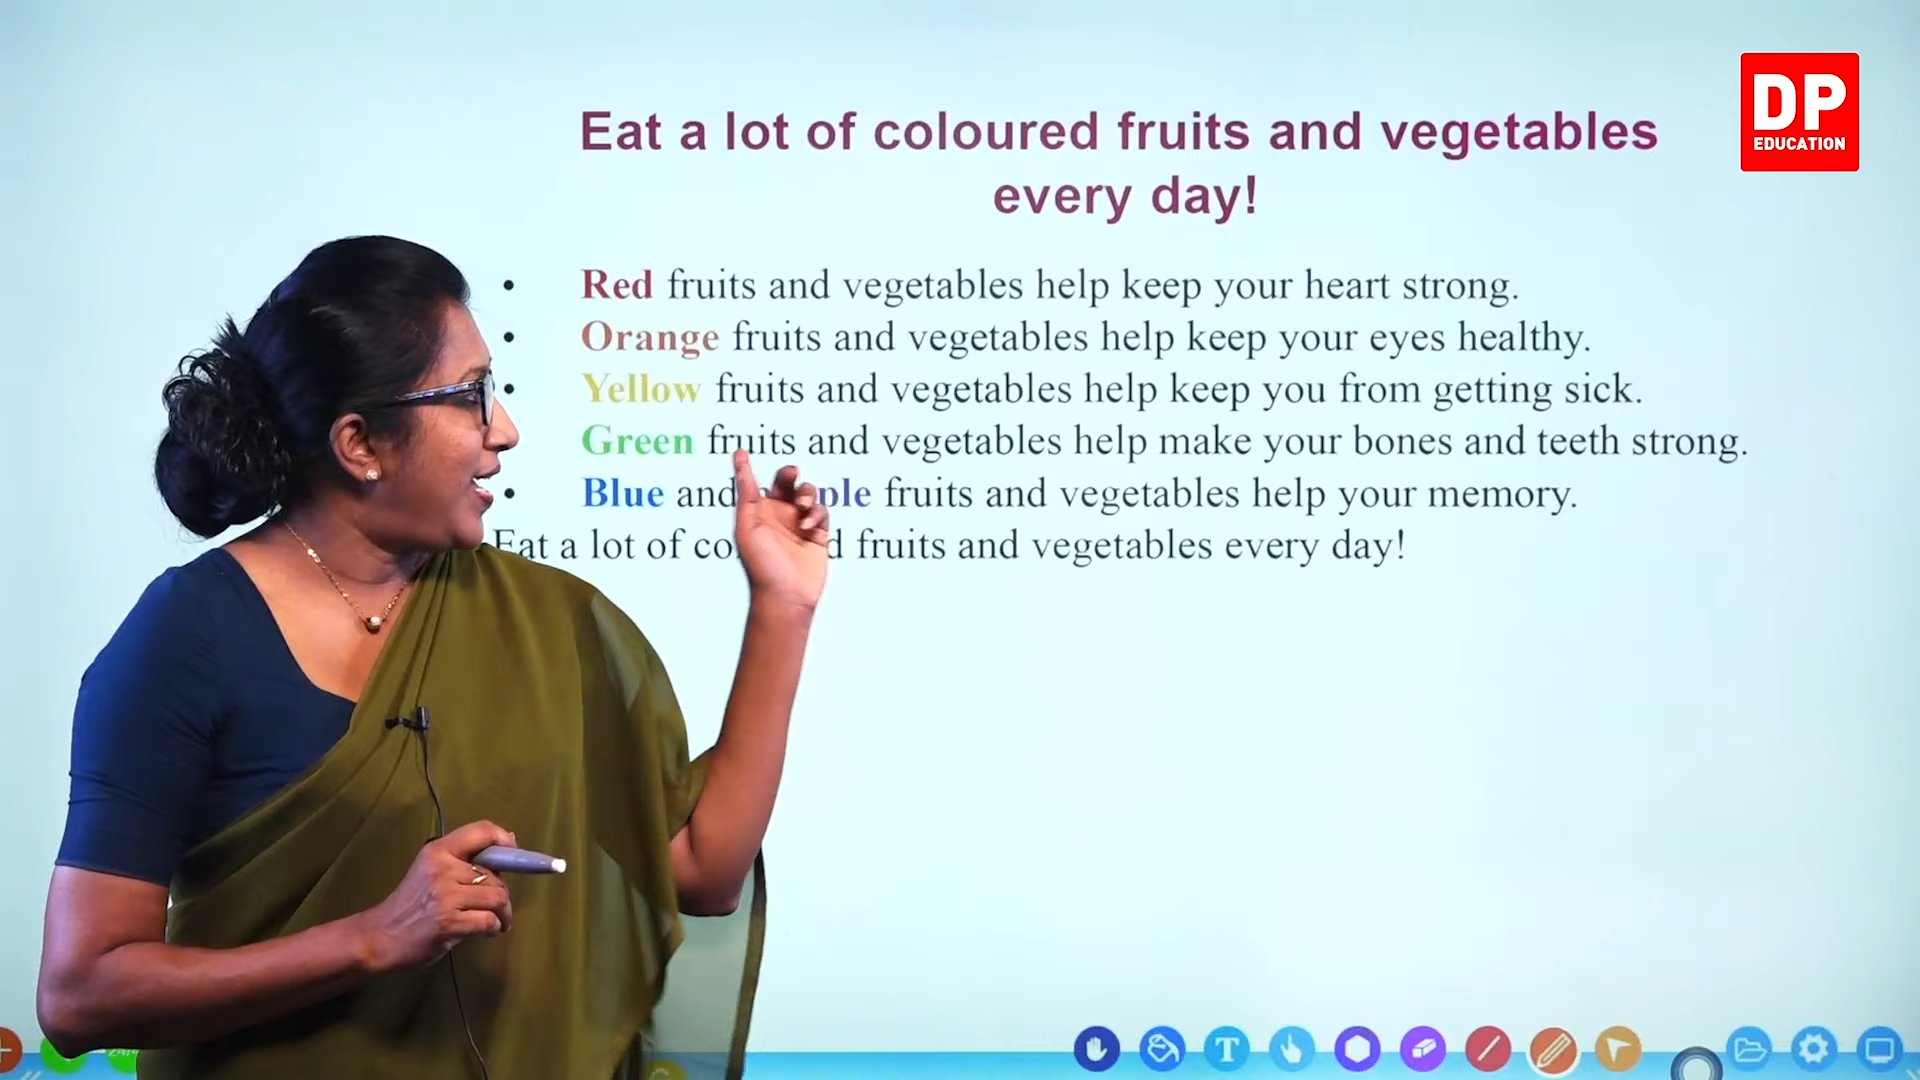 DP
EDUCATION
Eat a lot of coloured fruits and vegetables
every day!
• Red fruits and vegetables help keep your heart strong.
• Orange fruits and vegetables help keep your eyes healthy.
• Yellow fruits and vegetables help keep you from getting sick.
Green fruits and vegetables help make your bones and teeth strong.
• Blue and fruits and vegetables help your memory.
Eat a lot of fruits and vegetables every day!
T